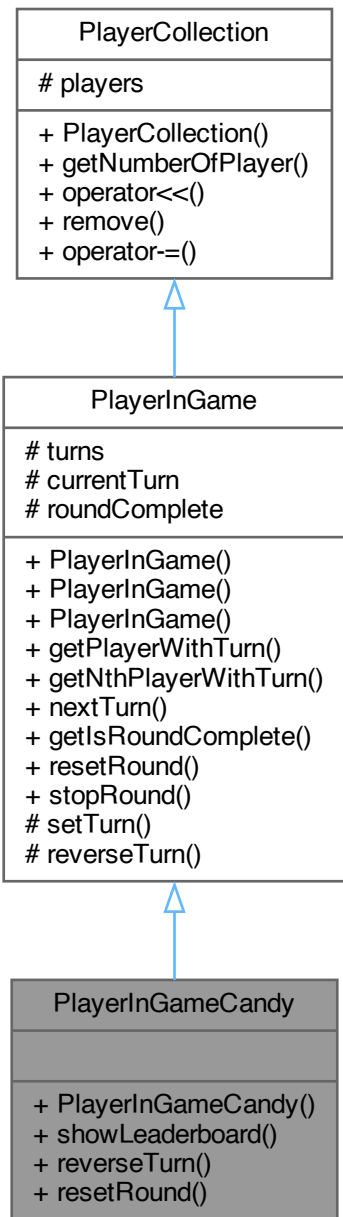 PlayerCollection
# players
+ PlayerCollection()
+ getNumberOfPlayer()
+ operator<<()
+ remove()
+ operator-=()
PlayerInGame
# turns
# currentTurn
# roundComplete
+ PlayerInGame()
+ PlayerInGame()
+ PlayerInGame()
+ getPlayerWithTurn()
+ getNthPlayerWithTurn()
+ nextTurn()
+ getIsRoundComplete()
+ resetRound()
+ stopRound()
# setTurn()
# reverseTurn()
PlayerInGameCandy
+ PlayerInGameCandy()
+ showLeaderboard()
+ reverseTurn()
+ resetRound()